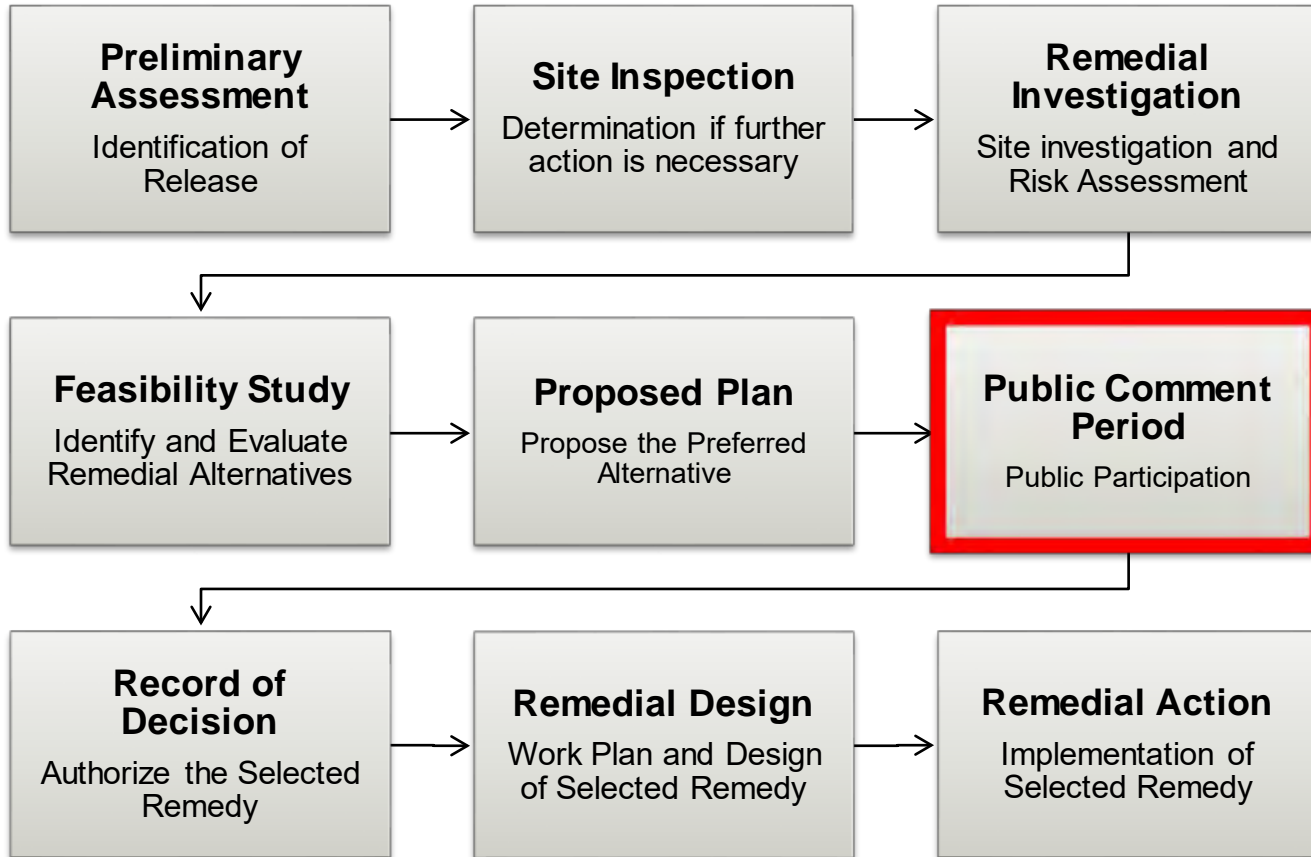 Preliminary
Assessment
Identification of
Release
Site Inspection
Determination if further
action is necessary
Remedial
Investigation
Site investigation and
Risk Assessment
Feasibility Study
Identify and Evaluate
Remedial Alternatives
Proposed Plan
Propose the Preferred
Alternative
Public Comment
Period
Public Participation
Record of
Decision
Authorize the Selected
Remedy
Remedial Design
Work Plan and Design
of Selected Remedy
Remedial Action
Implementation of
Selected Remedy